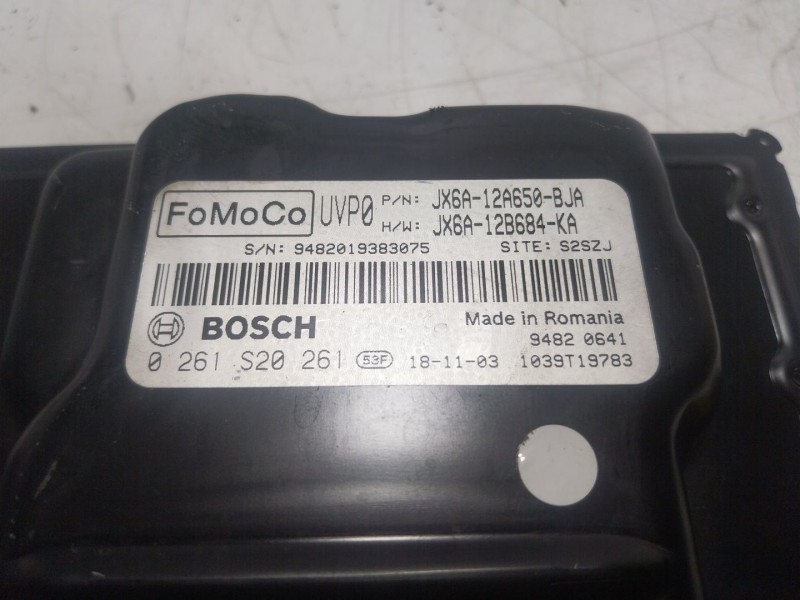 FoMoCo UVP0 P/N: JX6A-12A650-BJA
H/W: JX6A-12B684-KA
S/N: 9482019383075 SITE: S2SZJ
BOSCH Made in Romania
9482 0641
0 261 S20 261 53F 18-11-03 1039T19783